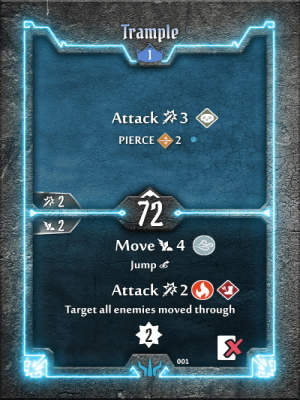 Trample
1
Attack 3
PIERCE 2
2
72
2
Move 4
Jump
Attack 2
Target all enemies moved through
2
001